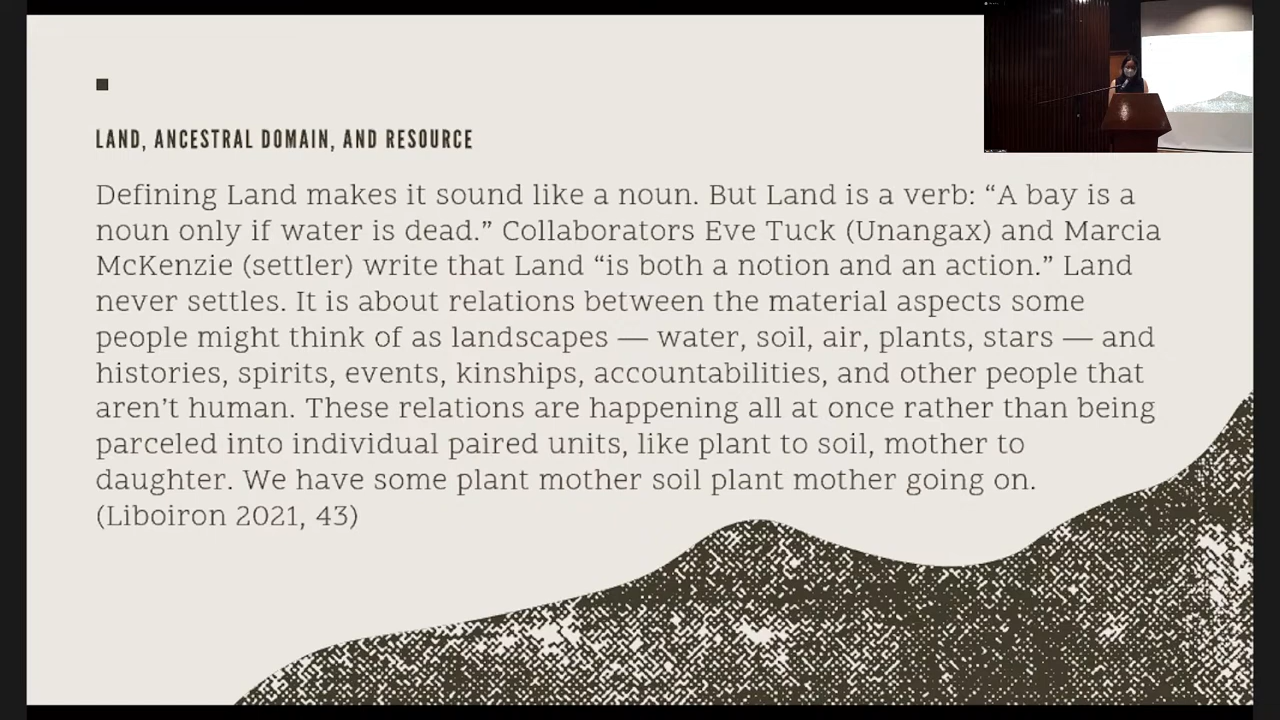 LAND, ANCESTRAL DOMAIN, AND RESOURCE
Defining Land makes it sound like a noun. But Land is a verb: “A bay is a
noun only if water is dead.” Collaborators Eve Tuck (Unangax) and Marcia
McKenzie (settler) write that Land “is both a notion and an action.” Land
never settles. It is about relations between the material aspects some
people might think of as landscapes — water, soil, air, plants, stars — and
histories, spirits, events, kinships, accountabilities, and other people that
aren’t human. These relations are happening all at once rather than being
parceled into individual paired units, like plant to soil, mother to
daughter. We have some plant mother soil plant mother going on.
(Liboiron 2021, 43)